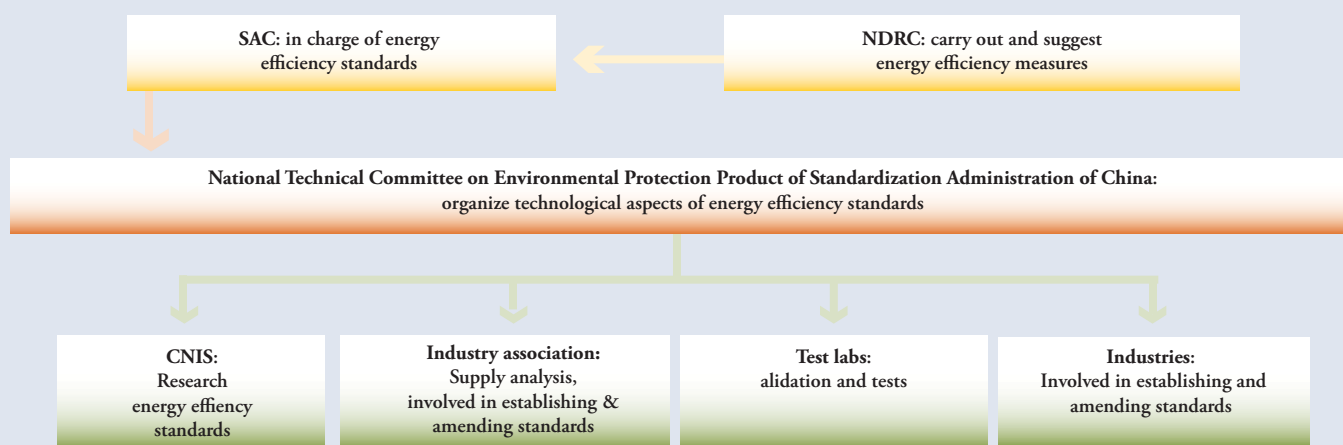 SAC: in charge of energy
efficiency standards
NDRC: carry out and suggest
energy efficiency measures
National Technical Committee on Environmental Protection Product of Standardization Administration of China:
organize technological aspects of energy efficiency standards
CNIS:
Research
energy effiency
standards
Industry association:
Supply analysis,
involved in establishing &
amending standards
Test labs:
alidation and tests
Industries:
Involved in establishing and
amending standards